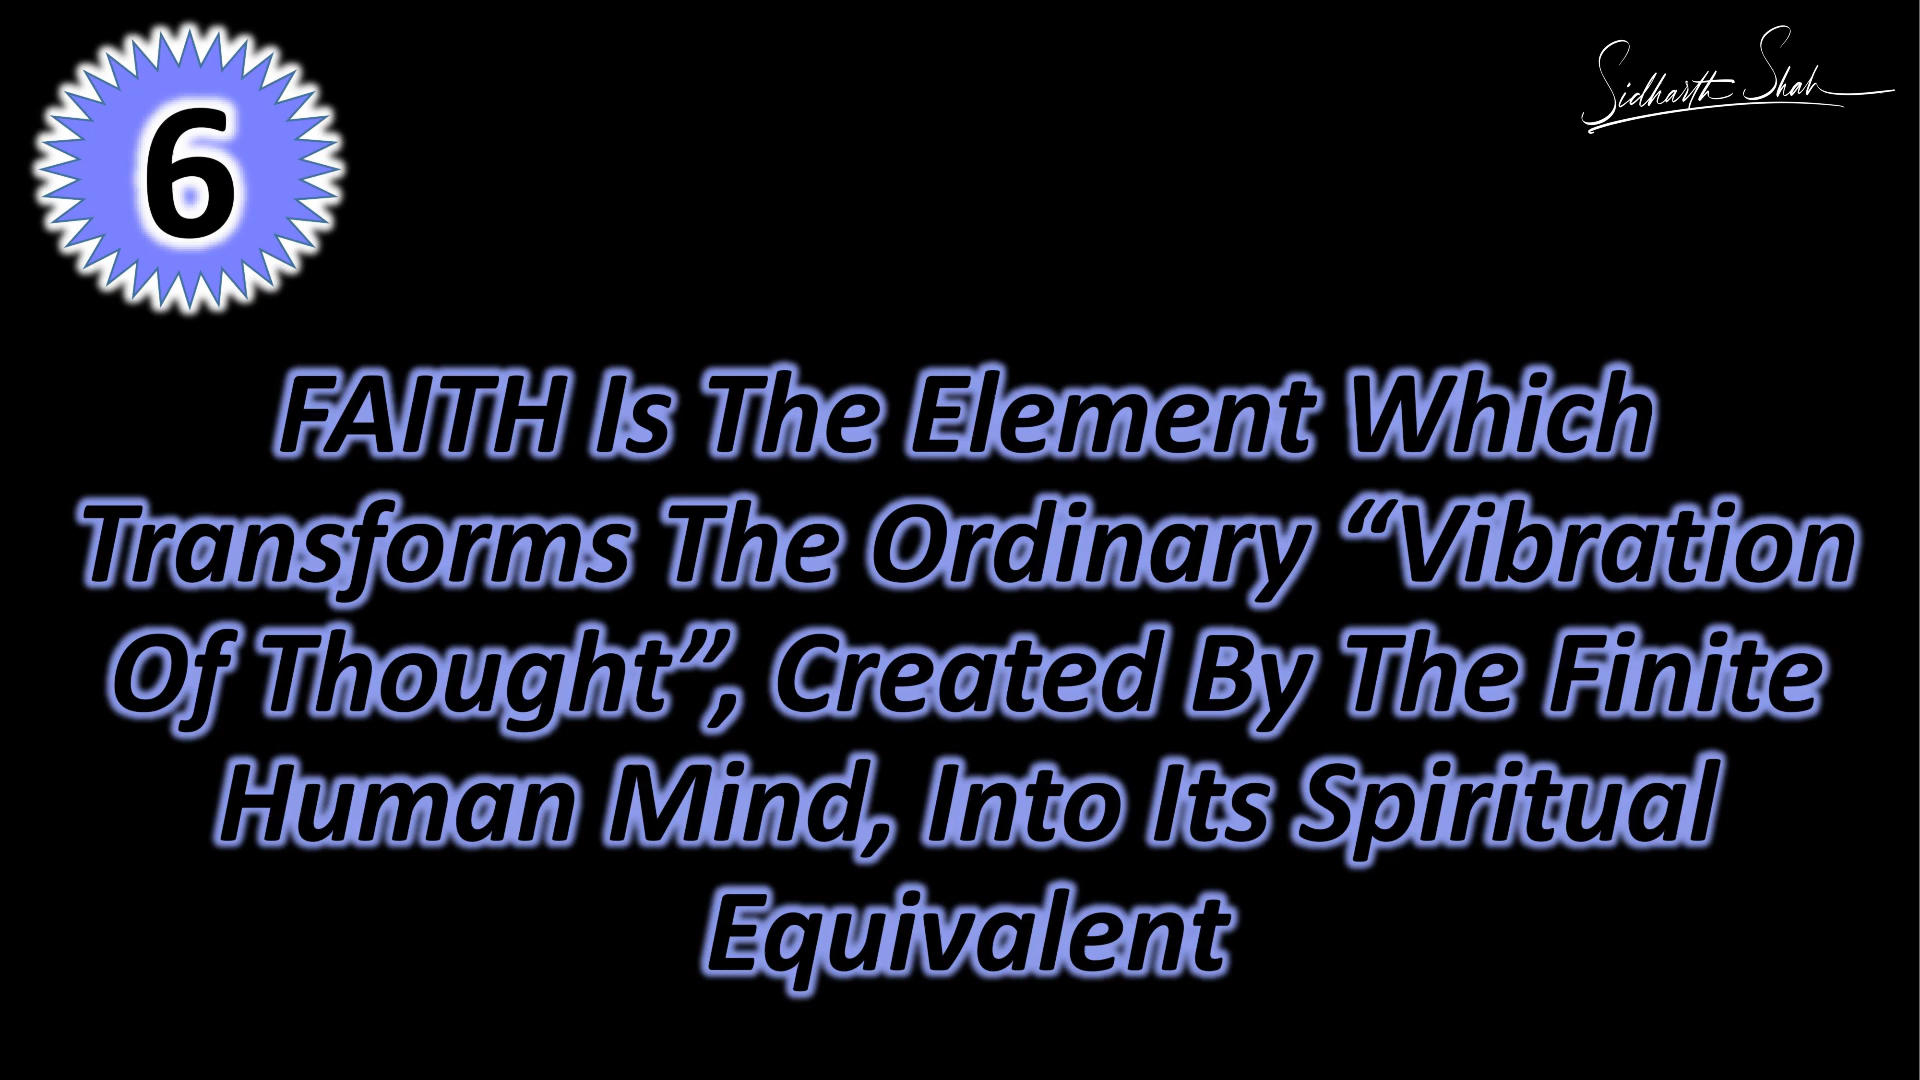 6
Sidharth Shah
FAITH Is The Element Which
Transforms The Ordinary “Vibration
Of Thought”, Created By The Finite
Human Mind, Into Its Spiritual
Equivalent